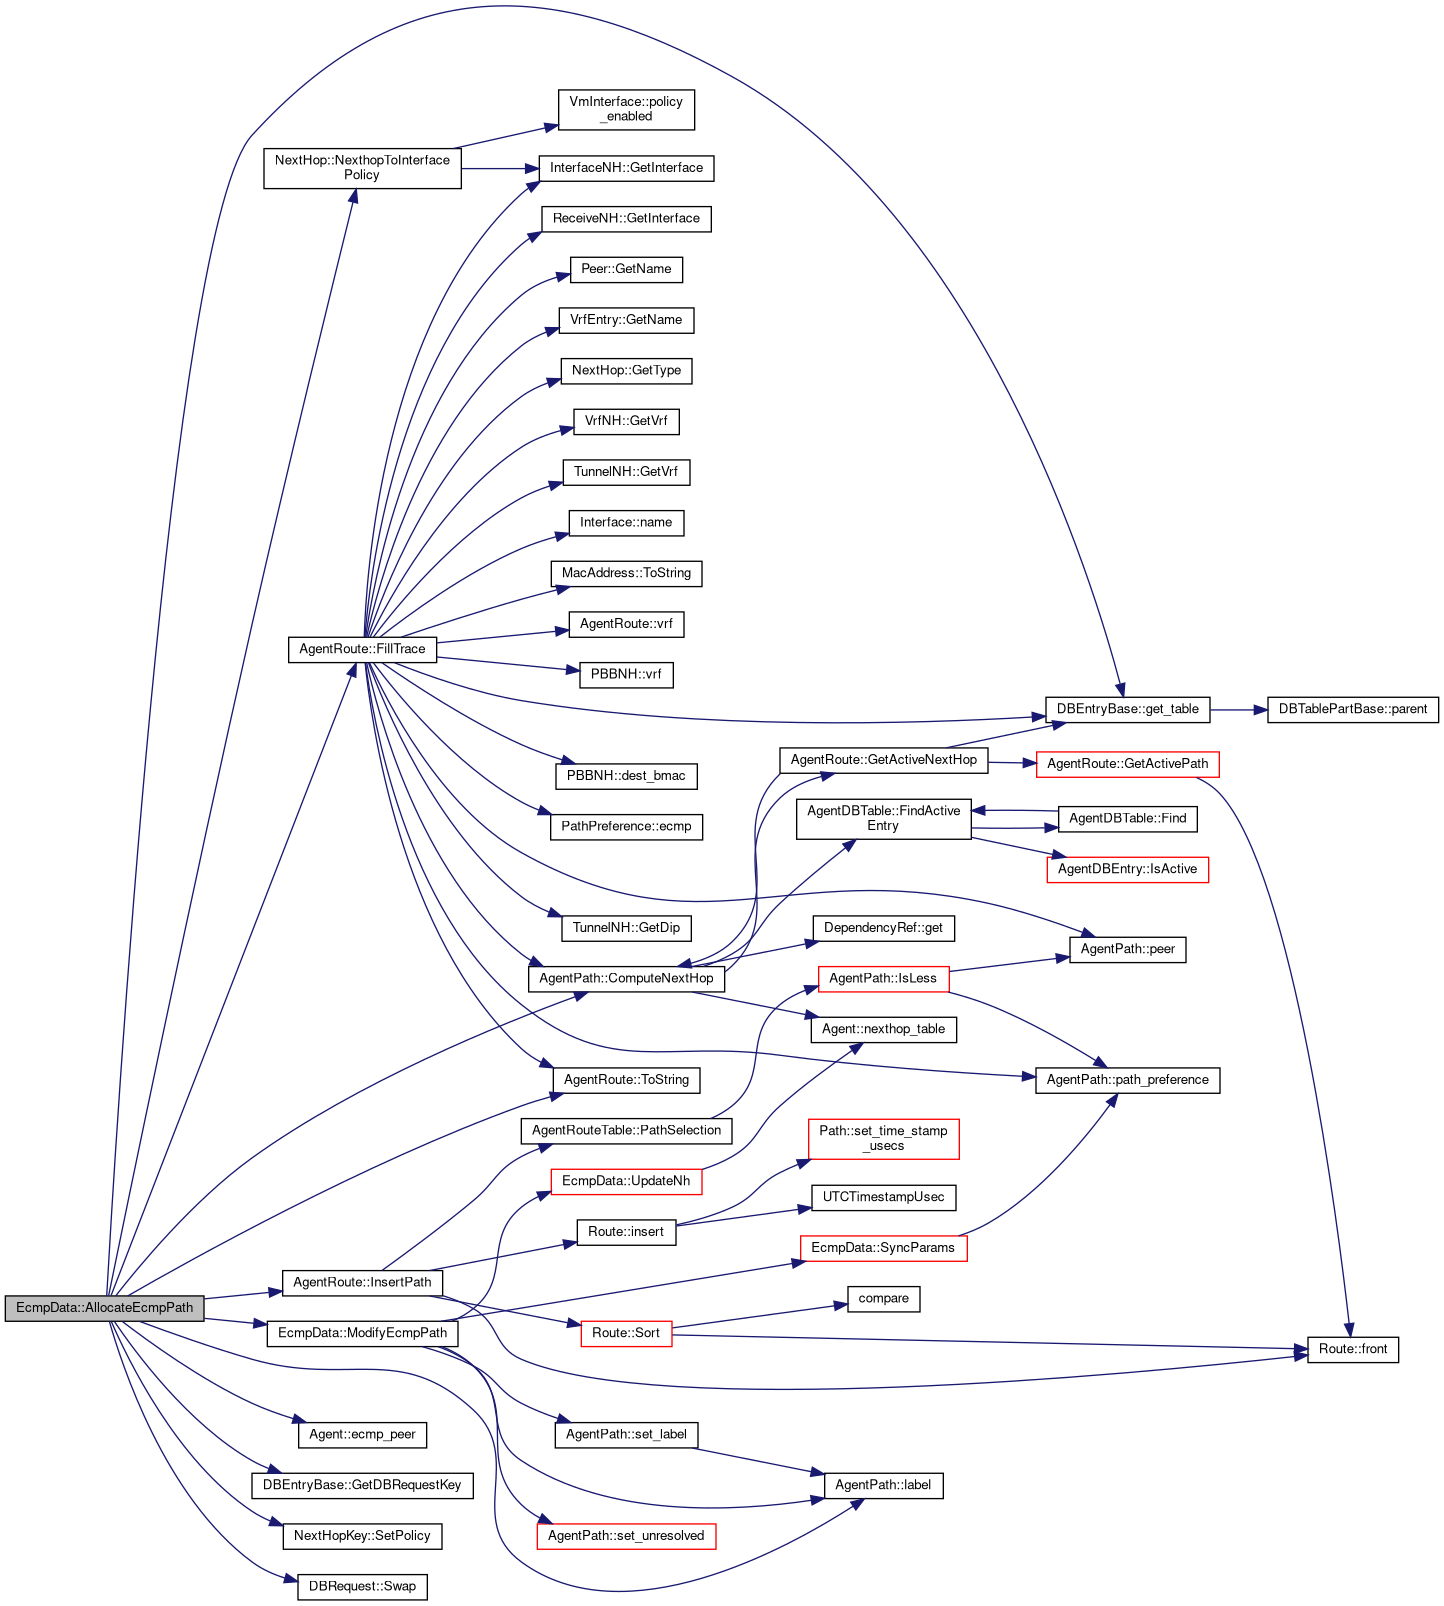 VmInterface::policy
_enabled
NextHop::NexthopToInterface
Policy
InterfaceNH::GetInterface
ReceiveNH::GetInterface
Peer::GetName
VrfEntry::GetName
NextHop::GetType
VrfNH::GetVrf
TunnelNH::GetVrf
Interface::name
MacAddress::ToString
AgentRoute::vrf
AgentRoute::FillTrace
PBBNH::vrf
DBEntryBase::get_table
DBTablePartBase::parent
AgentRoute::GetActiveNextHop
AgentRoute::GetActivePath
PBBNH::dest_bmac
AgentDBTable::FindActive
Entry
AgentDBTable::Find
PathPreference::ecmp
AgentDBEntry::IsActive
TunnelNH::GetDip
DependencyRef::get
AgentPath::peer
AgentPath::ComputeNextHop
AgentPath::IsLess
Agent::nexthop_table
AgentRoute::ToString
AgentPath::path_preference
AgentRouteTable::PathSelection
Path::set_time_stamp
_usecs
EcmpData::UpdateNh
UTCTimestampUsec
Route::insert
EcmpData::SyncParams
AgentRoute::InsertPath
compare
EcmpData::AllocateEcmpPath
EcmpData::ModifyEcmpPath
Route::Sort
Route::front
Agent::ecmp_peer
AgentPath::set_label
DBEntryBase::GetDBRequestKey
AgentPath::label
NextHopKey::SetPolicy
AgentPath::set_unresolved
DBRequest::Swap